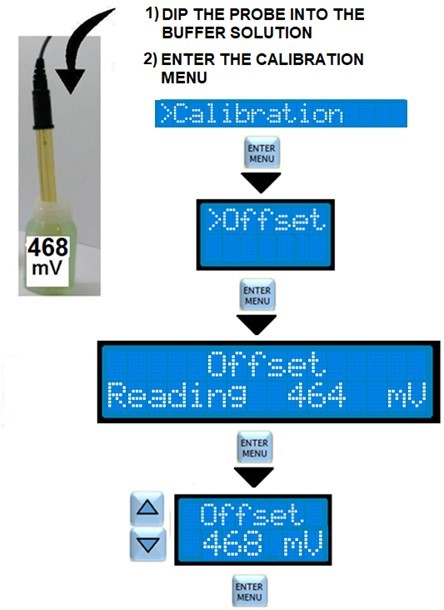 1) DIP THE PROBE INTO THE
BUFFER SOLUTION
2) ENTER THE CALIBRATION
MENU
>Calibration
ENTER
MENU
>Offset
468
mV
ENTER
MENU
Offset
Reading 464 mV
ENTER
MENU
Offset
468 mV
ENTER
MENU